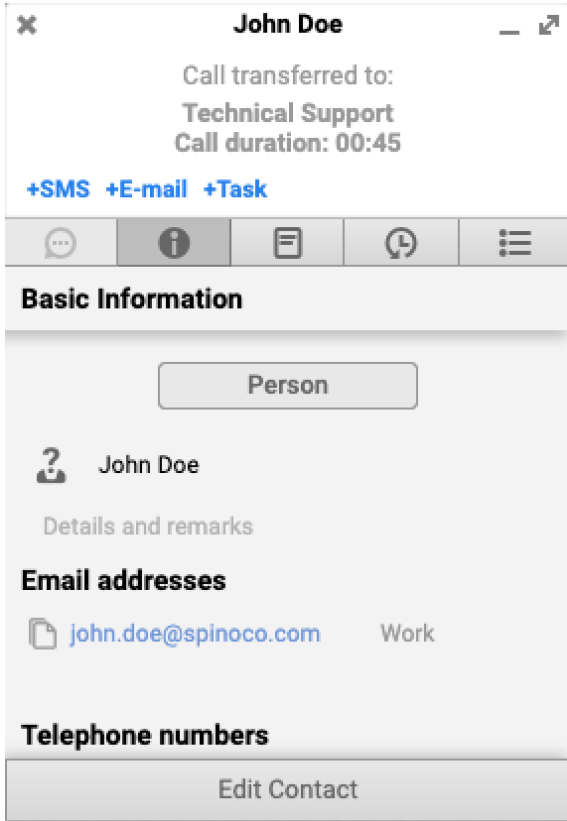 John Doe
Call transferred to:
Technical Support
Call duration: 00:45
+SMS +E-mail +Task
Basic Information
Person
John Doe
Details and remarks
Email addresses
john.doe@spinoco.com Work
Telephone numbers
Edit Contact